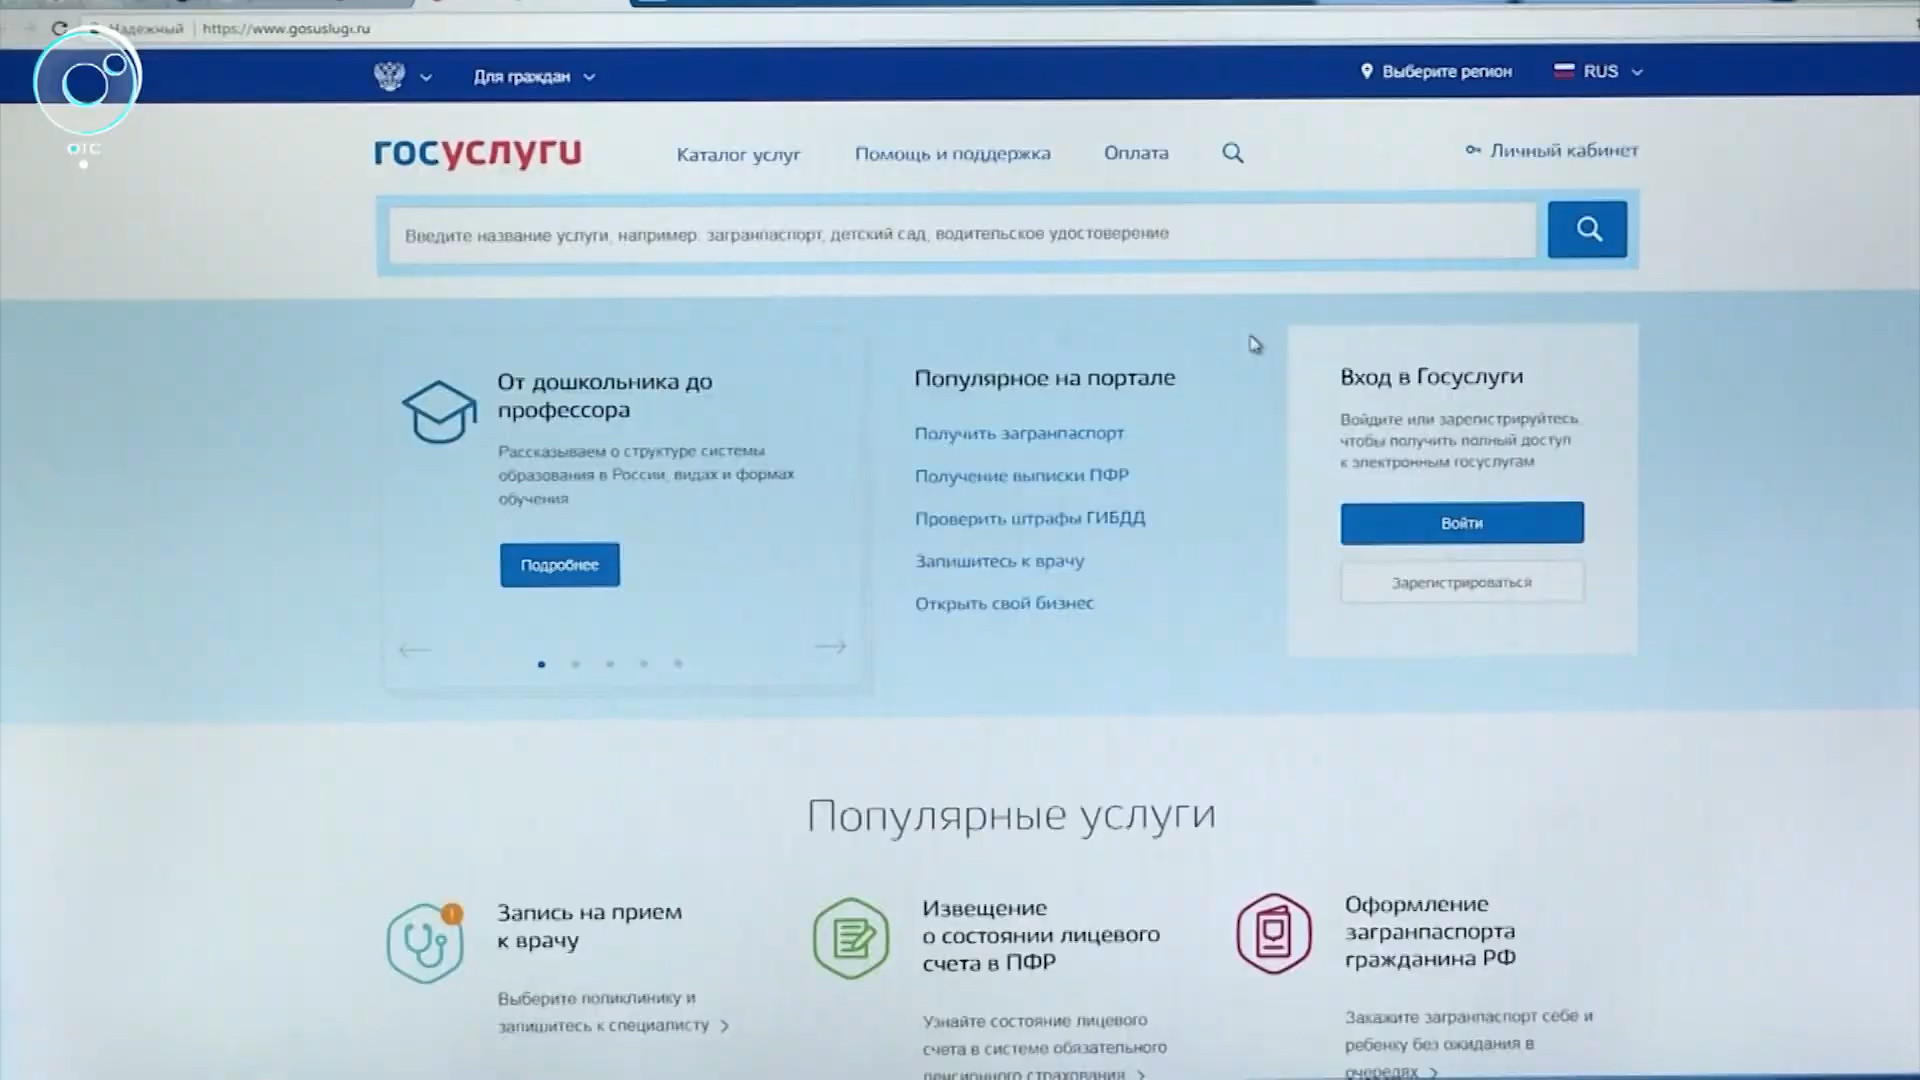 Надежный https://www.gosuslugi.ru
Для граждан
Выберите регион
RUS
ОТС
госуслуги
Каталог услуг
Помощь и поддержка
Оплата
Личный кабинет
Введите название услуги, например: загранпаспорт, детский сад, водительское удостоверение
От дошкольника до
профессора
Рассказываем о структуре системы
образования в России, видах и формах
обучения
Подробнее
Популярное на портале
Получить загранпаспорт
Получение выписки ПФР
Проверить штрафы ГИБДД
Запишитесь к врачу
Открыть свой бизнес
Вход в Госуслуги
Войдите или зарегистрируйтесь
чтобы получить полный доступ
к электронным госуслугам
Войти
Зарегистрироваться
Популярные услуги
Запись на прием
к врачу
Выберите поликлинику и
запишитесь к специалисту
Извещение
о состоянии лицевого
счета в ПФР
Узнайте состояние лицевого
счета в системе обязательного
пенсионного страхования
Оформление
загранпаспорта
гражданина РФ
Закажите загранпаспорт себе и
ребенку без ожидания в
очередях